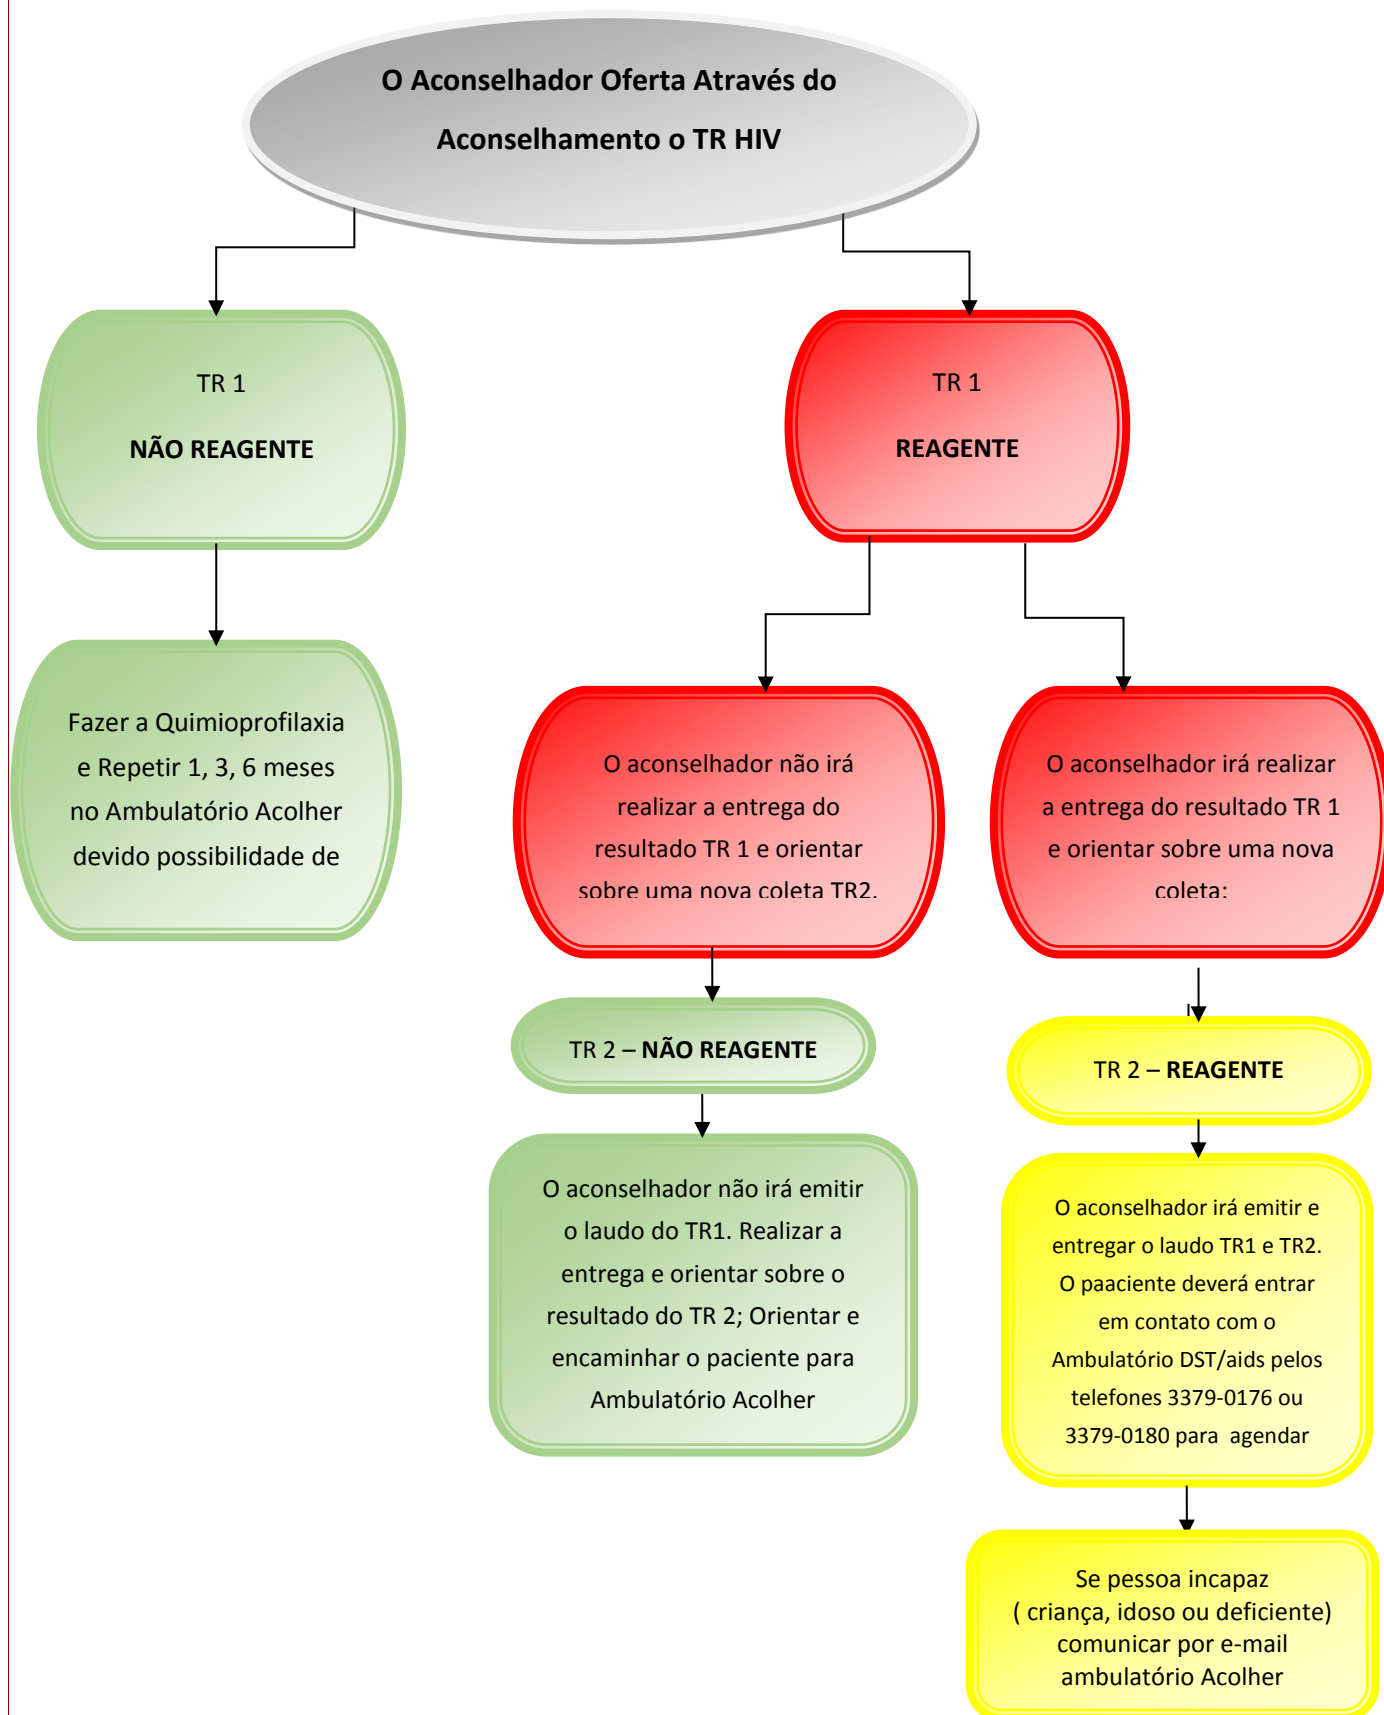 O Aconselhador Oferta Através do
Aconselhamento o TR HIV
TR 1
NÃO REAGENTE
TR 1
REAGENTE
Fazer a Quimioprofilaxia
e Repetir 1, 3, 6 meses
no Ambulatório Acolher
devido possibilidade de
O aconselhador não irá
realizar a entrega do
resultado TR 1 e orientar
sobre uma nova coleta TR2.
O aconselhador irá realizar
a entrega do resultado TR 1
e orientar sobre uma nova
coleta:
TR 2 – NÃO REAGENTE
TR 2 – REAGENTE
O aconselhador não irá emitir
o laudo do TR1. Realizar a
entrega e orientar sobre o
resultado do TR 2; Orientar e
encaminhar o paciente para
Ambulatório Acolher
O aconselhador irá emitir e
entregar o laudo TR1 e TR2.
O paaciente deverá entrar
em contato com o
Ambulatório DST/aids pelos
telefones 3379-0176 ou
3379-0180 para  agendar
Se pessoa incapaz
( criança, idoso ou deficiente)
comunicar por e-mail
ambulatório Acolher